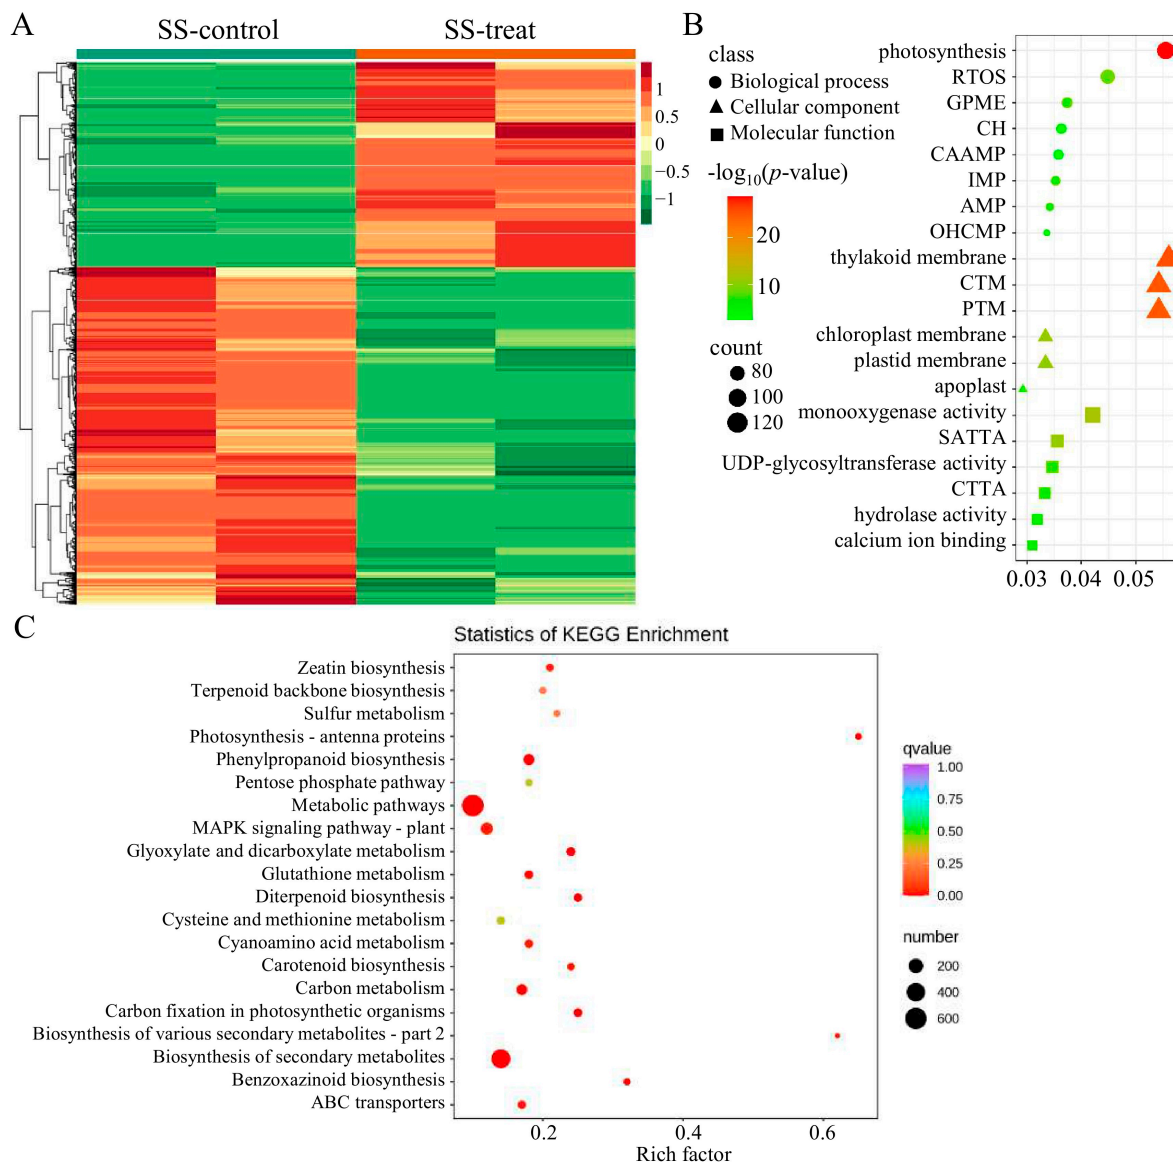 A
SS-control
SS-treat
1
0.5
0
−0.5
−1
B
class
Biological process
Cellular component
Molecular function
-log10(p-value)
20
10
count
80
100
120
photosynthesis
RTOS
GPME
CH
CAAMP
IMP
AMP
OHCMP
thylakoid membrane
CTM
PTM
chloroplast membrane
plastid membrane
apoplast
monooxygenase activity
SATTA
UDP-glycosyltransferase activity
CTTA
hydrolase activity
calcium ion binding
0.03 0.04 0.05
C
Statistics of KEGG Enrichment
Zeatin biosynthesis
Terpenoid backbone biosynthesis
Sulfur metabolism
Photosynthesis - antenna proteins
Phenylpropanoid biosynthesis
Pentose phosphate pathway
Metabolic pathways
MAPK signaling pathway - plant
Glyoxylate and dicarboxylate metabolism
Glutathione metabolism
Diterpenoid biosynthesis
Cysteine and methionine metabolism
Cyanoamino acid metabolism
Carotenoid biosynthesis
Carbon metabolism
Carbon fixation in photosynthetic organisms
Biosynthesis of various secondary metabolites - part 2
Biosynthesis of secondary metabolites
Benzoxazinoid biosynthesis
ABC transporters
0.2 0.4 0.6
Rich factor
qvalue
1.00
0.75
0.50
0.25
0.00
number
200
400
600